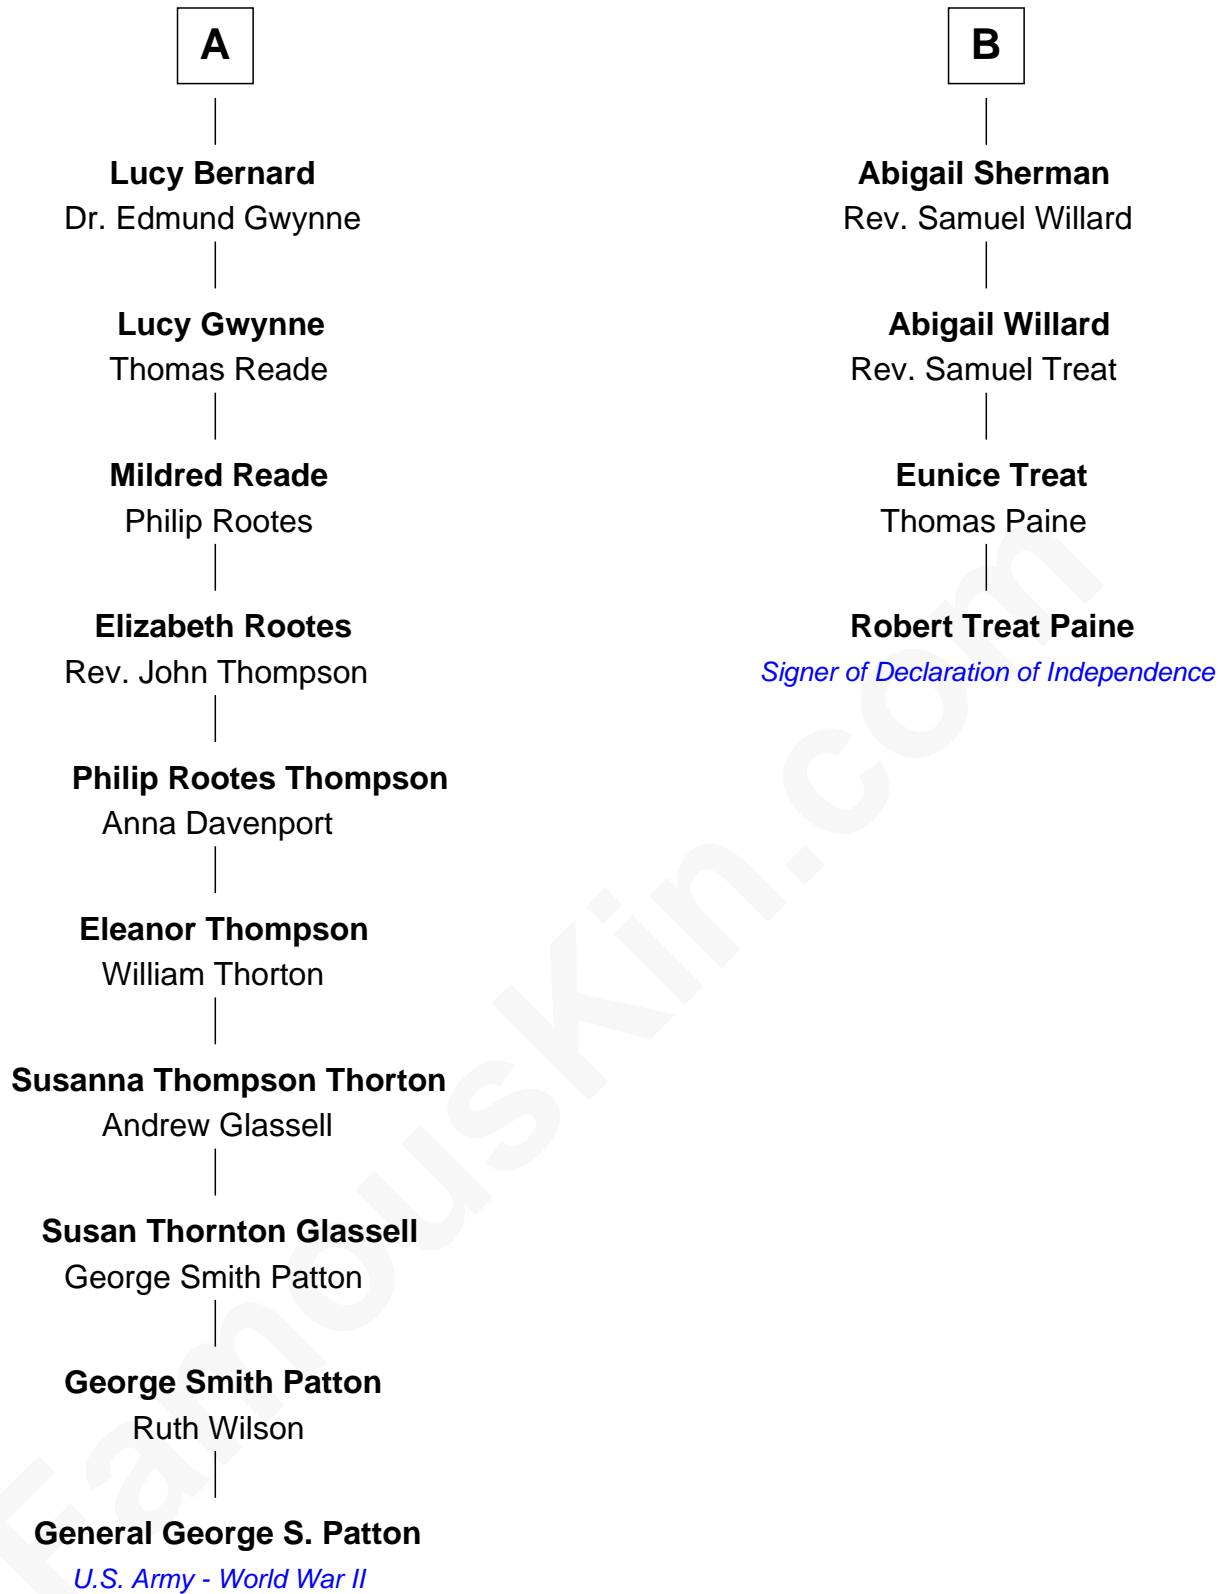 A
Lucy Bernard
Dr. Edmund Gwynne
Lucy Gwynne
Thomas Reade
Mildred Reade
Philip Rootes
Elizabeth Rootes
Rev. John Thompson
Philip Rootes Thompson
Anna Davenport
Eleanor Thompson
William Thorton
Susanna Thompson Thorton
Andrew Glassell
Susan Thornton Glassell
George Smith Patton
George Smith Patton
Ruth Wilson
General George S. Patton
U.S. Army - World War II
B
Abigail Sherman
Rev. Samuel Willard
Abigail Willard
Rev. Samuel Treat
Eunice Treat
Thomas Paine
Robert Treat Paine
Signer of Declaration of Independence
FamousKin.com